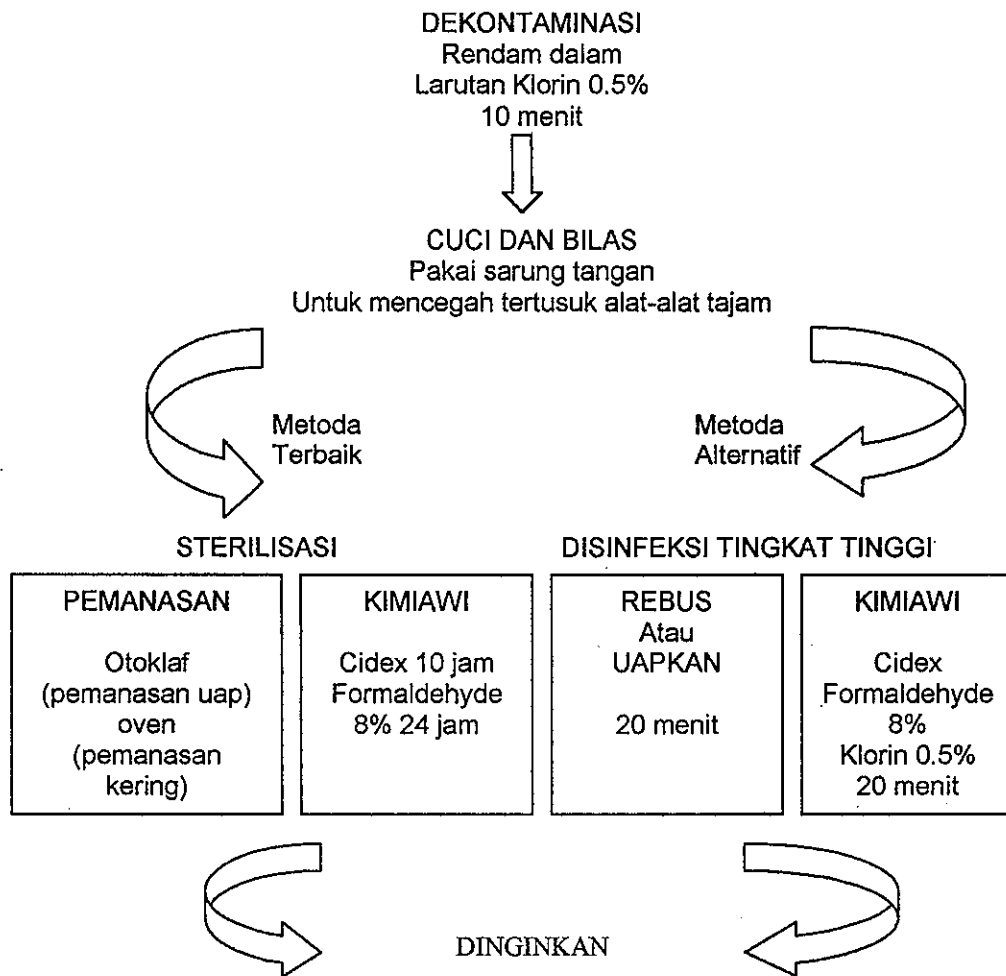 DEKONTAMINASI
Rendam dalam
Larutan Klorin 0.5%
10 menit
CUCI DAN BILAS
Pakai sarung tangan
Untuk mencegah tertusuk alat-alat tajam
Metoda
Terbaik
Metoda
Alternatif
STERILISASI
DISINFEKSI TINGKAT TINGGI
PEMANASAN
Otoklaf
(pemanasan uap)
oven
(pemanasan
kering)
KIMIAWI
Cidex 10 jam
Formaldehyde
8% 24 jam
REBUS
Atau
UAPKAN
20 menit
KIMIAWI
Cidex
Formaldehyde
8%
Klorin 0.5%
20 menit
DINGINKAN